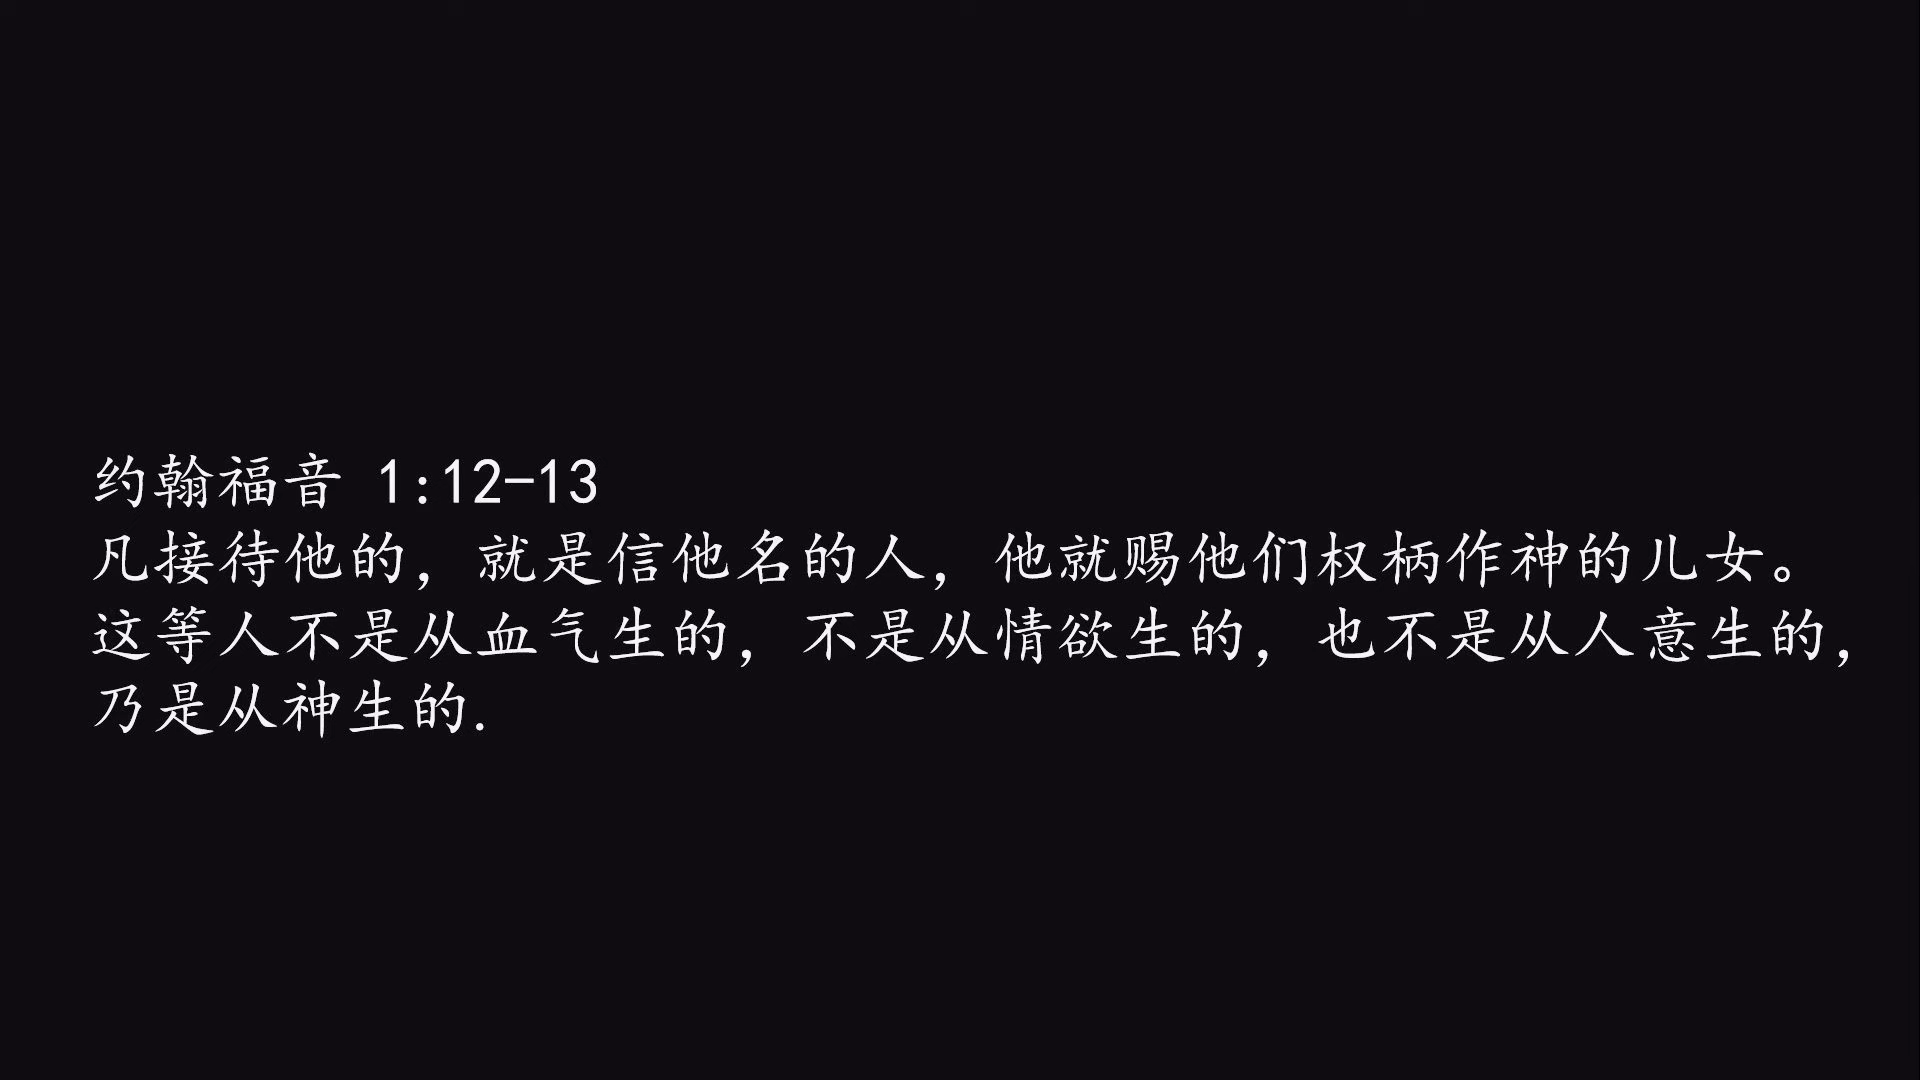 约翰福音 1:12-13
凡接待他的，就是信他名的人，他就赐他们权柄作神的儿女。
这等人不是从血气生的，不是从情欲生的，也不是从人意生的，
乃是从神生的.